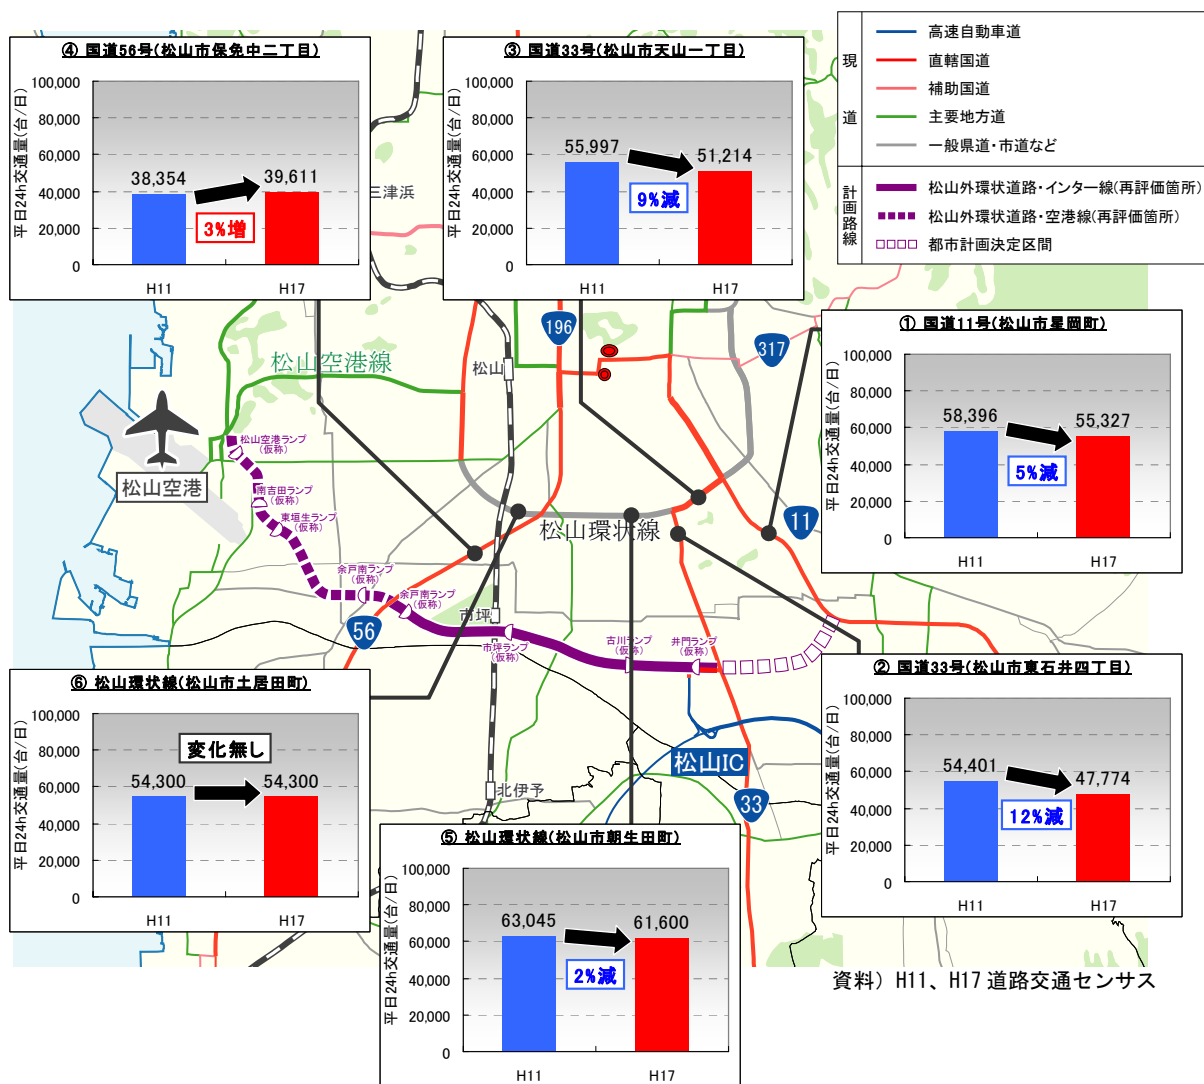 ④ 国道56号(松山市保免中二丁目)
平日24h交通量(台/日)
100,000
80,000
60,000
40,000
20,000
0
38,354
39,611
3%増
H11
H17
③ 国道33号(松山市天山一丁目)
平日24h交通量(台/日)
100,000
80,000
60,000
40,000
20,000
0
55,997
51,214
9%減
H11
H17
現道
高速自動車道
直轄国道
補助国道
主要地方道
一般県道・市道など
計画路線
松山外環状道路・インター線(再評価箇所)
松山外環状道路・空港線(再評価箇所)
都市計画決定区間
① 国道11号(松山市星岡町)
平日24h交通量(台/日)
100,000
80,000
60,000
40,000
20,000
0
58,396
55,327
5%減
H11
H17
三津浜
196
317
松山空港線
松山
松山空港ランプ
(仮称)
松山空港
南吉田ランプ
(仮称)
東垣生ランプ
(仮称)
松山環状線
11
余戸南ランプ
(仮称)
余戸南ランプ
(仮称)
56
市坪
市坪ランプ
(仮称)
古川ランプ
(仮称)
井門ランプ
(仮称)
松山IC
33
北伊予
⑥ 松山環状線(松山市土居田町)
平日24h交通量(台/日)
100,000
80,000
60,000
40,000
20,000
0
変化無し
54,300
54,300
H11
H17
② 国道33号(松山市東石井四丁目)
平日24h交通量(台/日)
100,000
80,000
60,000
40,000
20,000
0
54,401
47,774
12%減
H11
H17
⑤ 松山環状線(松山市朝生田町)
平日24h交通量(台/日)
100,000
80,000
60,000
40,000
20,000
0
63,045
61,600
2%減
H11
H17
資料) H11、H17 道路交通センサス